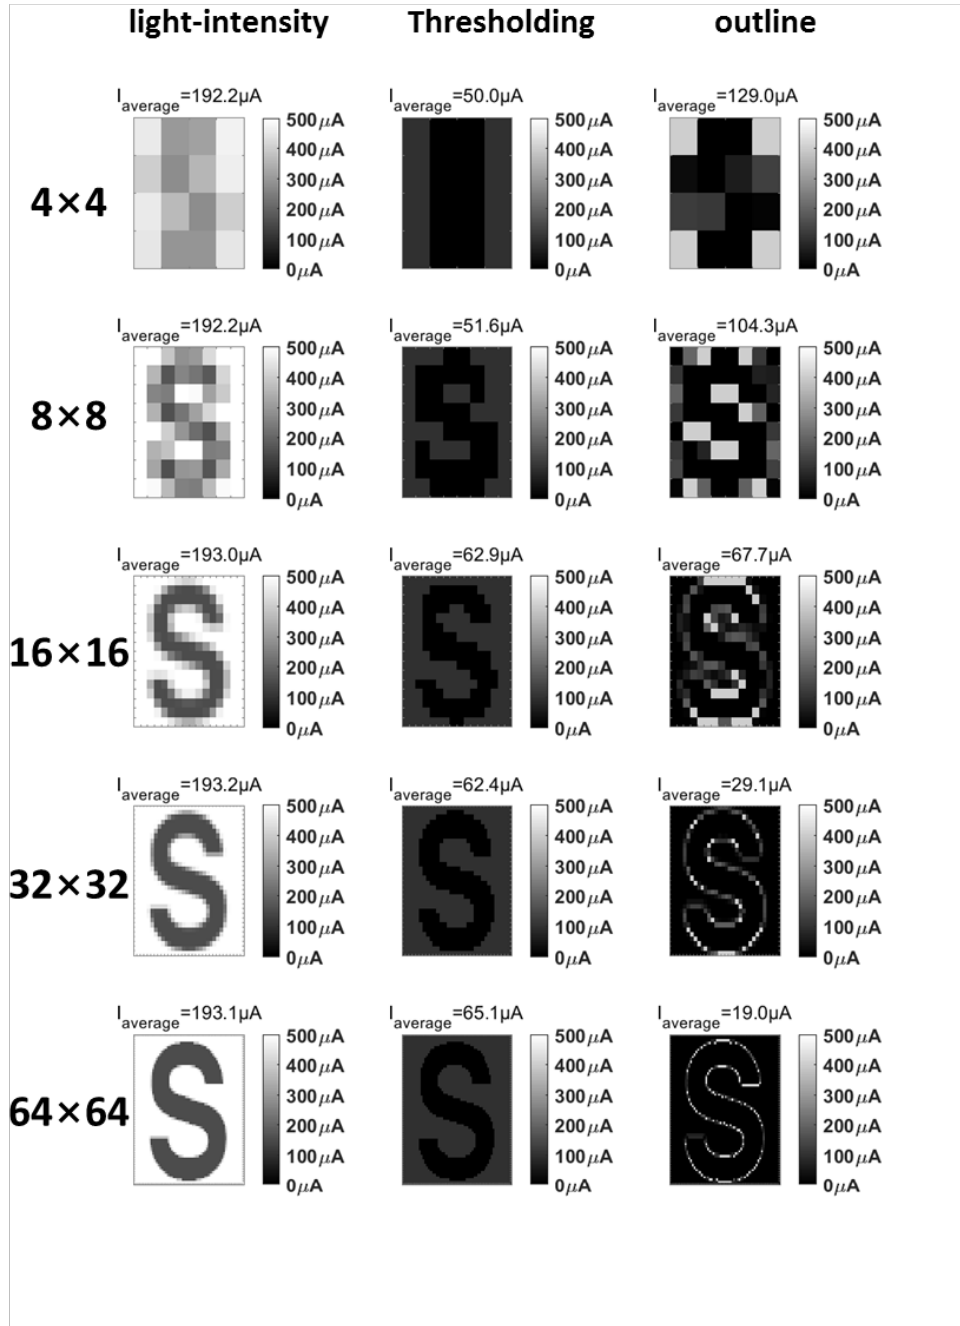 light-intensity Thresholding outline
I average=192.2µA I average=50.0µA I average=129.0µA
500µA 500µA 500µA
400µA 400µA 400µA
4×4 300µA 300µA 300µA
200µA 200µA 200µA
100µA 100µA 100µA
0µA 0µA 0µA
I average=192.2µA I average=51.6µA I average=104.3µA
500µA 500µA 500µA
400µA 400µA 400µA
8×8 300µA 300µA 300µA
200µA 200µA 200µA
100µA 100µA 100µA
0µA 0µA 0µA
I average=193.0µA I average=62.9µA I average=67.7µA
500µA 500µA 500µA
400µA 400µA 400µA
16×16 300µA 300µA 300µA
200µA 200µA 200µA
100µA 100µA 100µA
0µA 0µA 0µA
I average=193.2µA I average=62.4µA I average=29.1µA
500µA 500µA 500µA
400µA 400µA 400µA
32×32 300µA 300µA 300µA
200µA 200µA 200µA
100µA 100µA 100µA
0µA 0µA 0µA
I average=193.1µA I average=65.1µA I average=19.0µA
500µA 500µA 500µA
400µA 400µA 400µA
64×64 300µA 300µA 300µA
200µA 200µA 200µA
100µA 100µA 100µA
0µA 0µA 0µA